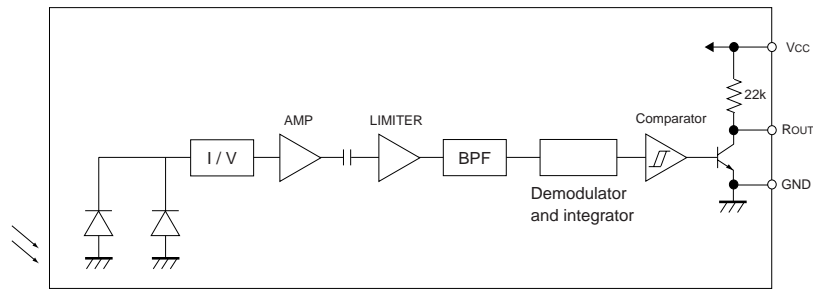 Vcc
22k
AMP
LIMITER
Comparator
ROUT
I / V
BPF
GND
Demodulator
and integrator